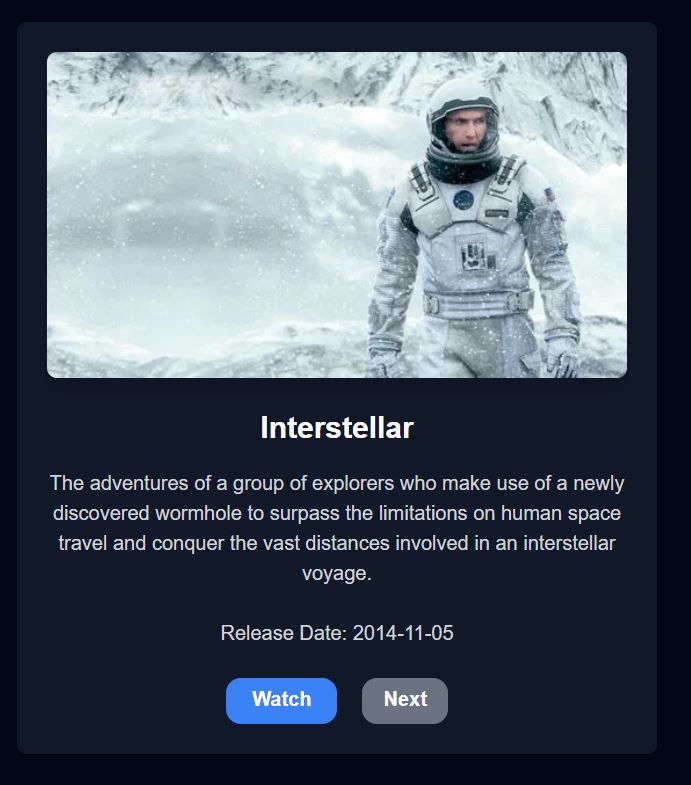 Interstellar
The adventures of a group of explorers who make use of a newly
discovered wormhole to surpass the limitations on human space
travel and conquer the vast distances involved in an interstellar
voyage.
Release Date: 2014-11-05
Watch
Next